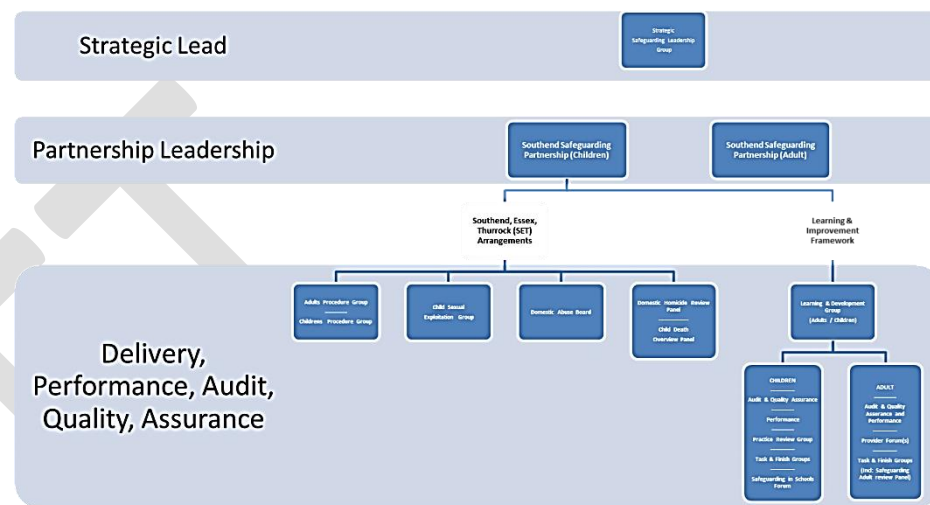 Strategic Lead
Strategic
Safeguarding Leadership
Group
Partnership Leadership
Southend Safeguarding
Partnership (Children)
Southend Safeguarding
Partnership (Adult)
Southend, Essex,
Thurrock (SET)
Arrangements
Learning &
Improvement
Framework
Delivery,
Performance, Audit,
Quality, Assurance
Adults Procedure Group
Childrens Procedure Group
Child Sexual
Exploitation Group
Domestic Abuse Board
Domestic Homicide Review
Panel
Child Death
Overview Panel
Learning & Development
Group
(Adults / Children)
CHILDREN
Audit & Quality Assurance
Performance
Practice Review Group
Task & Finish Groups
Safeguarding in Schools
Forum
ADULT
Audit & Quality
Assurance and
Performance
Provider Forum(s)
Task & Finish Groups
(Incl: Safeguarding
Adult review Panel)